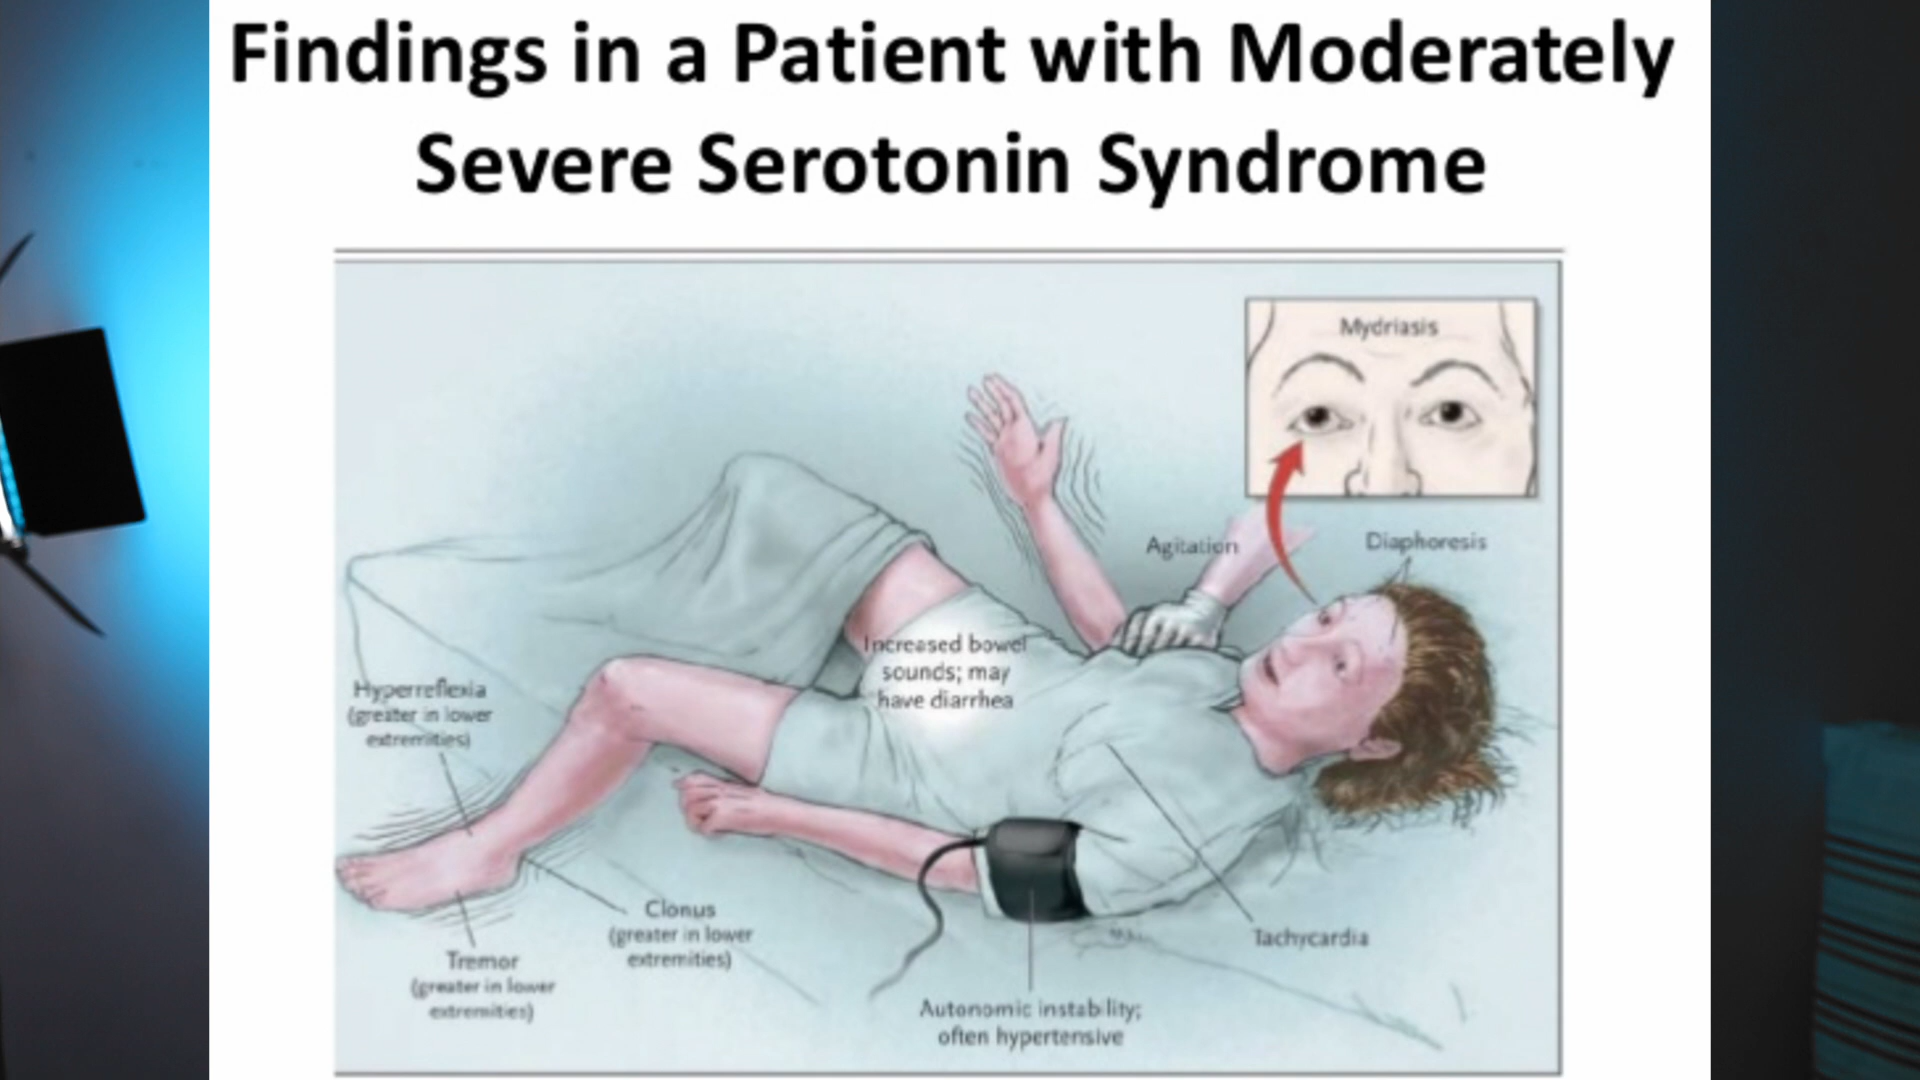 Findings in a Patient with Moderately
Severe Serotonin Syndrome
Mydriasis
Agitation
Diaphoresis
Increased bowel
sounds; may
have diarrhea
Hyperreflexia
(greater in lower
extremities)
Clonus
(greater in lower
extremities)
Tachycardia
Tremor
(greater in lower
extremities)
Autonomic instability;
often hypertensive